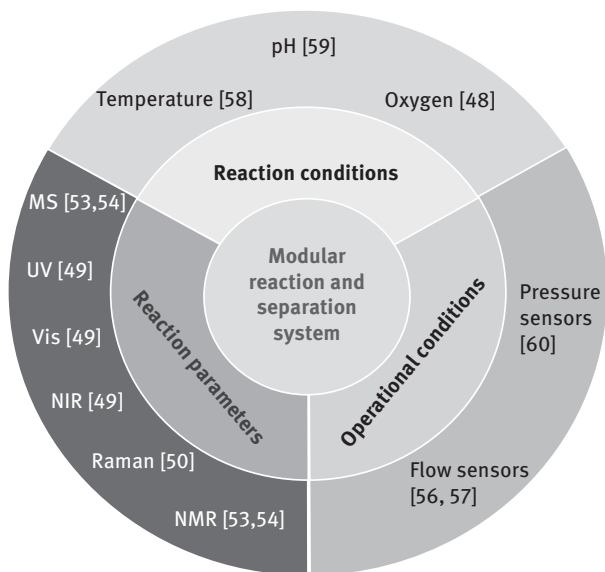 pH [59]
Temperature [58]
Oxygen [48]
Reaction conditions
MS [53,54]
UV [49]
Vis [49]
NIR [49]
Raman [50]
NMR [53,54]
Reaction parameters
Modular
reaction and
separation
system
Operational conditions
Pressure
sensors
[60]
Flow sensors
[56, 57]